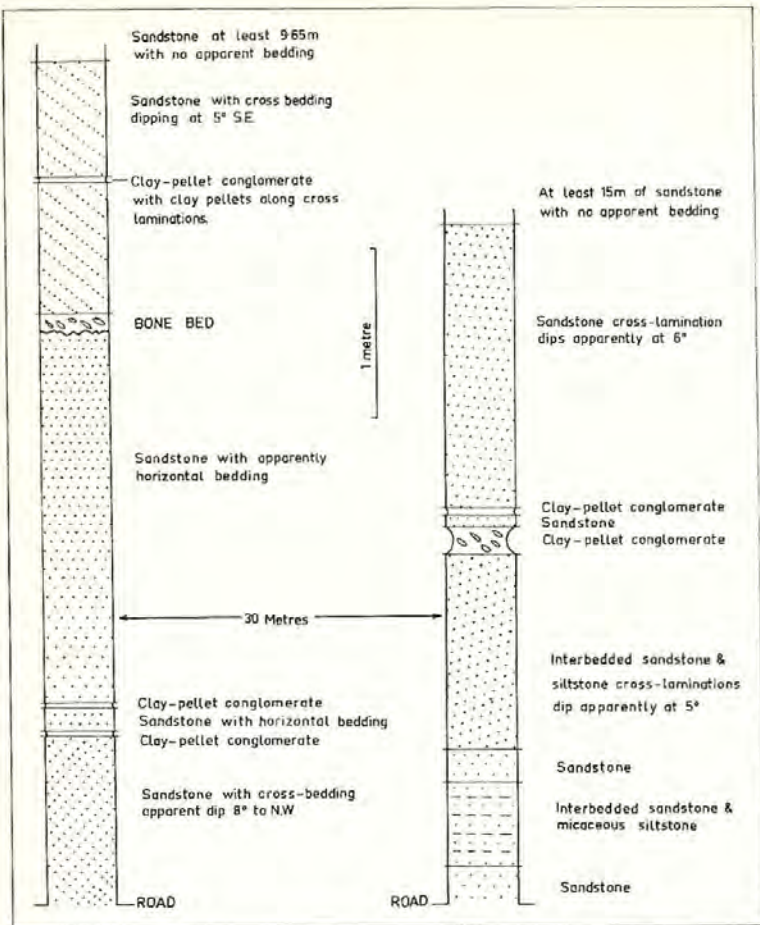 Sandstone at least 9·65m
with no apparent bedding
Sandstone with cross bedding
dipping at 5° S.E.
Clay-pellet conglomerate
with clay pellets along cross
laminations.
BONE BED
Sandstone with apparently
horizontal bedding
Clay-pellet conglomerate
Sandstone with horizontal bedding
Clay-pellet conglomerate
Sandstone with cross-bedding
apparent dip 8° to N.W
ROAD
1 metre
30 Metres
At least 15m of sandstone
with no apparent bedding
Sandstone cross-lamination
dips apparently at 6°
Clay-pellet conglomerate
Sandstone
Clay-pellet conglomerate
Interbedded sandstone &
siltstone cross-laminations
dip apparently at 5°
Sandstone
Interbedded sandstone &
micaceous siltstone
Sandstone
ROAD